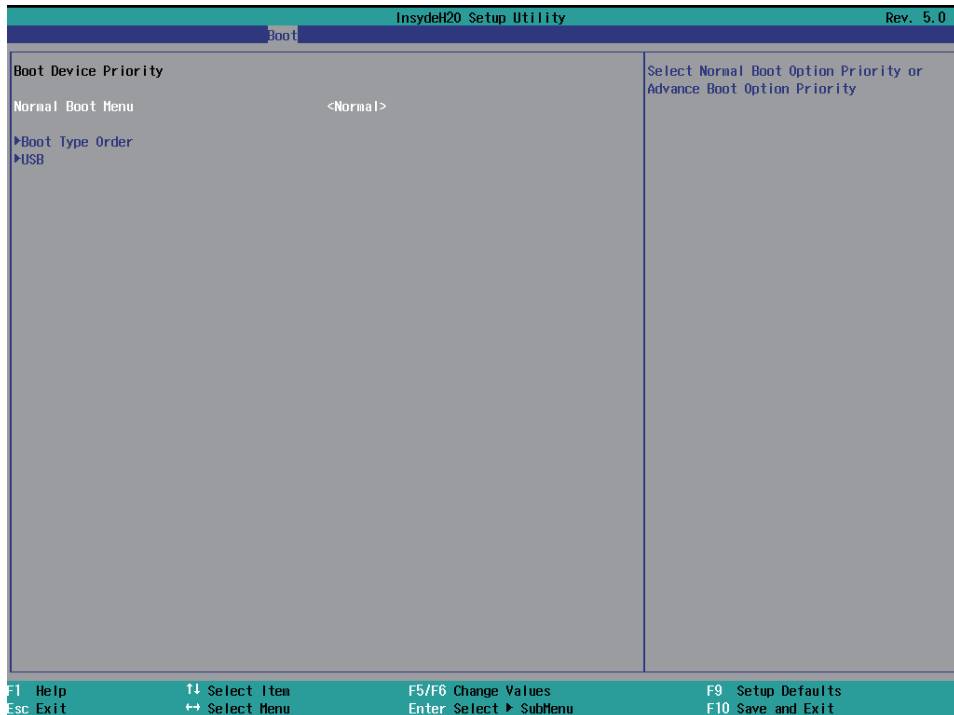 InsydeH20 Setup Utility Rev. 5.0
Boot
Boot Device Priority
Normal Boot Menu <Normal>
▶Boot Type Order
▶USB
Select Normal Boot Option Priority or
Advance Boot Option Priority
F1 Help ↑↓ Select Item F5/F6 Change Values F9 Setup Defaults
Esc Exit ↔ Select Menu Enter Select ▶ SubMenu F10 Save and Exit